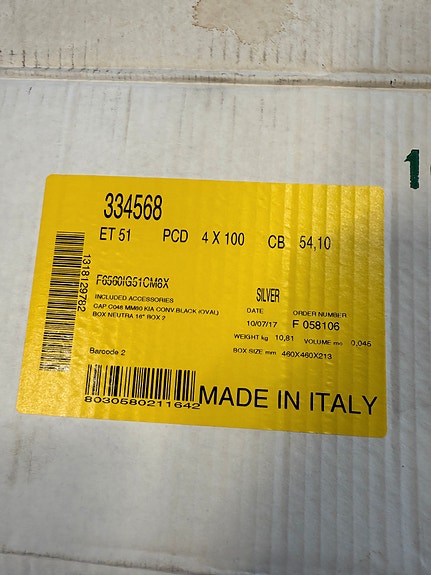 334568
ET 51 PCD 4 X 100 CB 54,10
F6560IG51CM6X
SILVER
INCLUDED ACCESSORIES
CAP C046 MM60 KIA CONV.BLACK (OVAL)
BOX NEUTRA 16" BOX 2
DATE ORDER NUMBER
10/07/17 F 058106
WEIGHT kg 10,81 VOLUME mc 0,045
BOX SIZE mm 460X460X213
1318129782
Barcode 2
8030580211642
MADE IN ITALY